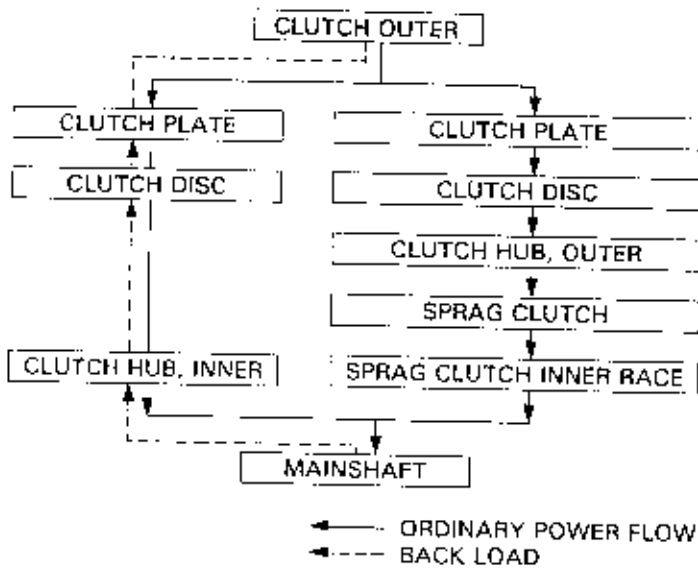 CLUTCH OUTER
CLUTCH PLATE
CLUTCH PLATE
CLUTCH DISC
CLUTCH DISC
CLUTCH HUB, OUTER
SPRAG CLUTCH
CLUTCH HUB, INNER
SPRAG CLUTCH INNER RACE
MAINSHAFT
ORDINARY POWER FLOW
BACK LOAD